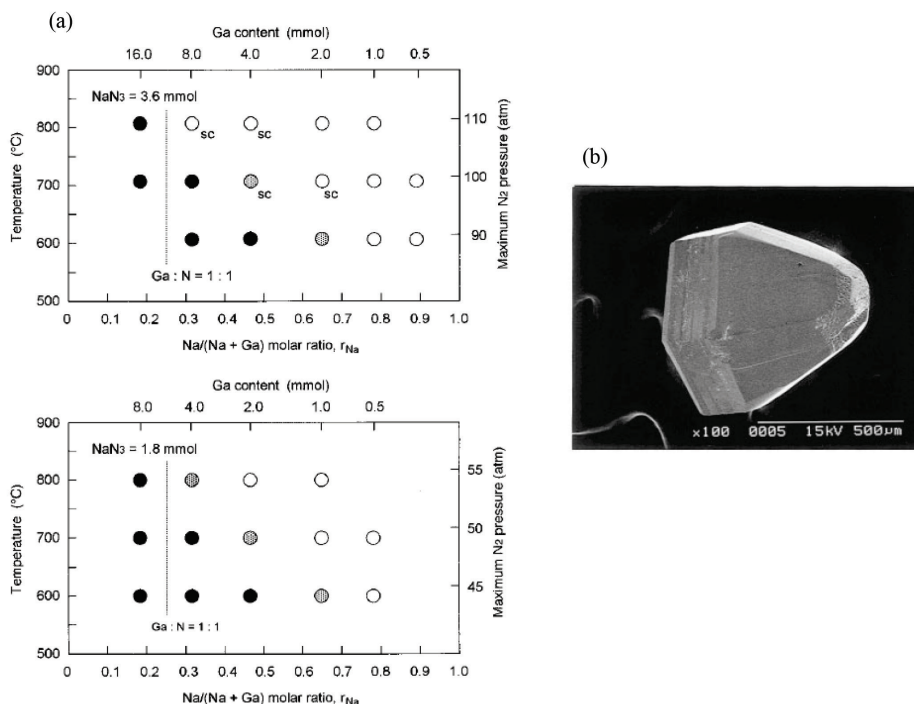 (a)
Ga content (mmol)
16.0 8.0 4.0 2.0 1.0 0.5
900
800
700
600
500
Temperature (°C)
NaN3 = 3.6 mmol
sc sc
sc sc
Ga : N = 1 : 1
110
100
90
Maximum N2 pressure (atm)
0 0.1 0.2 0.3 0.4 0.5 0.6 0.7 0.8 0.9 1.0
Na/(Na + Ga) molar ratio, rNa
(b)
×100 0005 15kV 500µm
Ga content (mmol)
8.0 4.0 2.0 1.0 0.5
900
800
700
600
500
Temperature (°C)
NaN3 = 1.8 mmol
Ga : N = 1 : 1
55
50
45
Maximum N2 pressure (atm)
0 0.1 0.2 0.3 0.4 0.5 0.6 0.7 0.8 0.9 1.0
Na/(Na + Ga) molar ratio, rNa